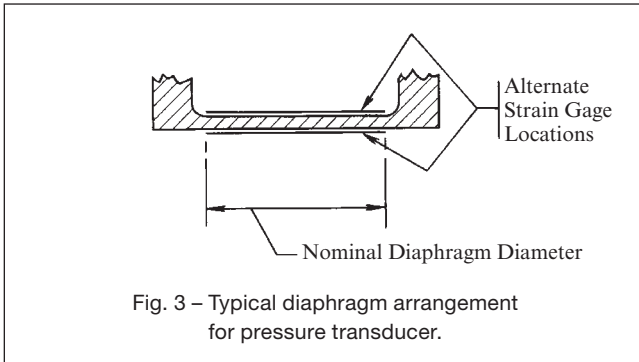 Alternate
Strain Gage
Locations
Nominal Diaphragm Diameter
Fig. 3 – Typical diaphragm arrangement
for pressure transducer.